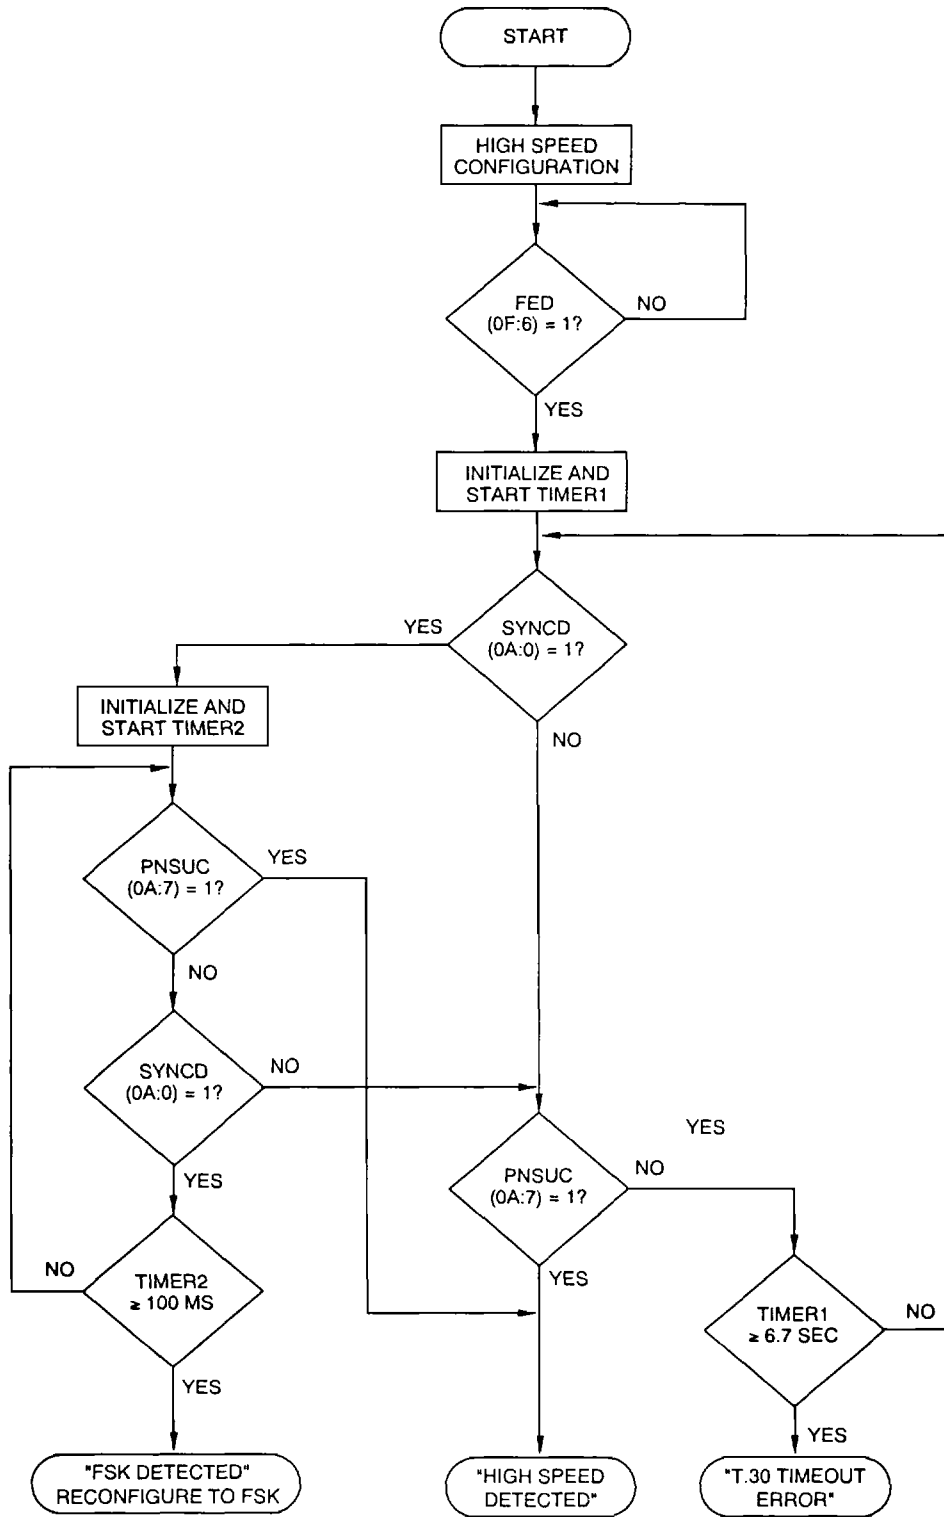 START
HIGH SPEED
CONFIGURATION
FED
(0F:6) = 1?
NO
YES
INITIALIZE AND
START TIMER1
SYNCD
(0A:0) = 1?
YES
NO
INITIALIZE AND
START TIMER2
PNSUC
(0A:7) = 1?
YES
NO
SYNCD
(0A:0) = 1?
NO
YES
YES
PNSUC
(0A:7) = 1?
NO
YES
TIMER2
≥ 100 MS
NO
YES
TIMER1
≥ 6.7 SEC
NO
YES
"FSK DETECTED"
RECONFIGURE TO FSK
"HIGH SPEED
DETECTED"
"T.30 TIMEOUT
ERROR"